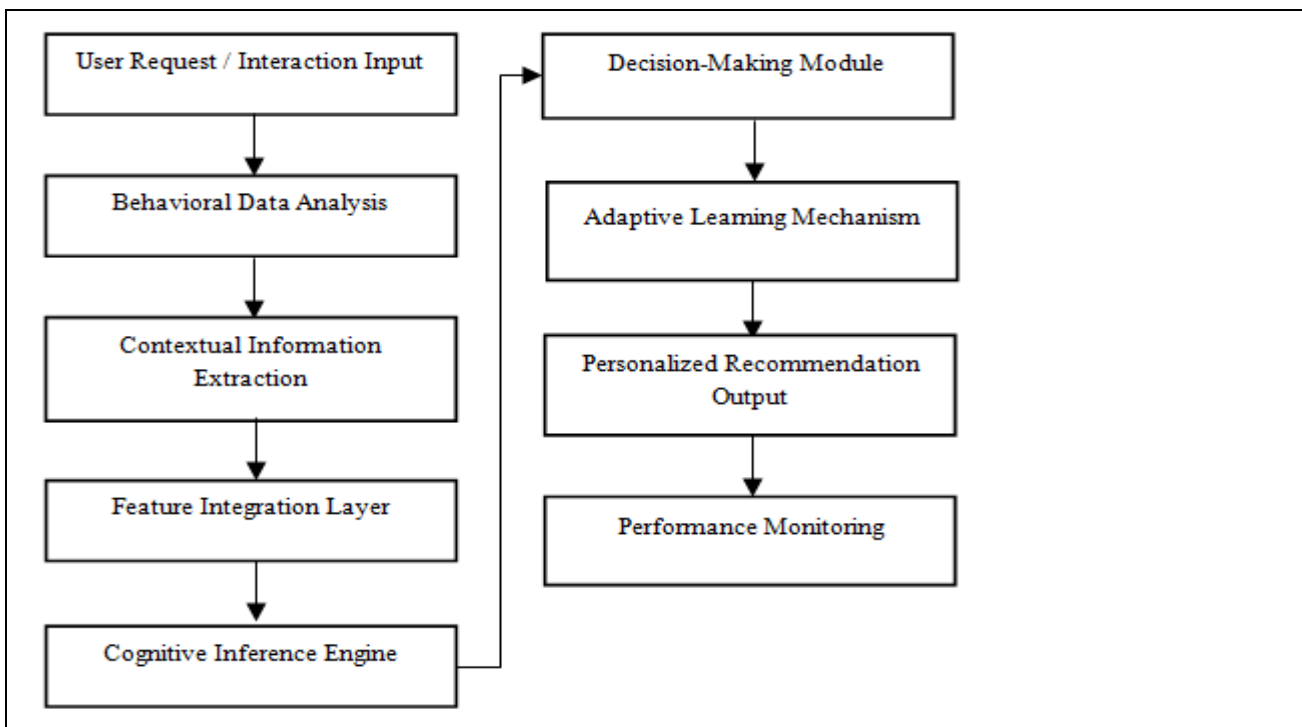 User Request / Interaction Input
Behavioral Data Analysis
Contextual Information
Extraction
Feature Integration Layer
Cognitive Inference Engine
Decision-Making Module
Adaptive Learning Mechanism
Personalized Recommendation
Output
Performance Monitoring